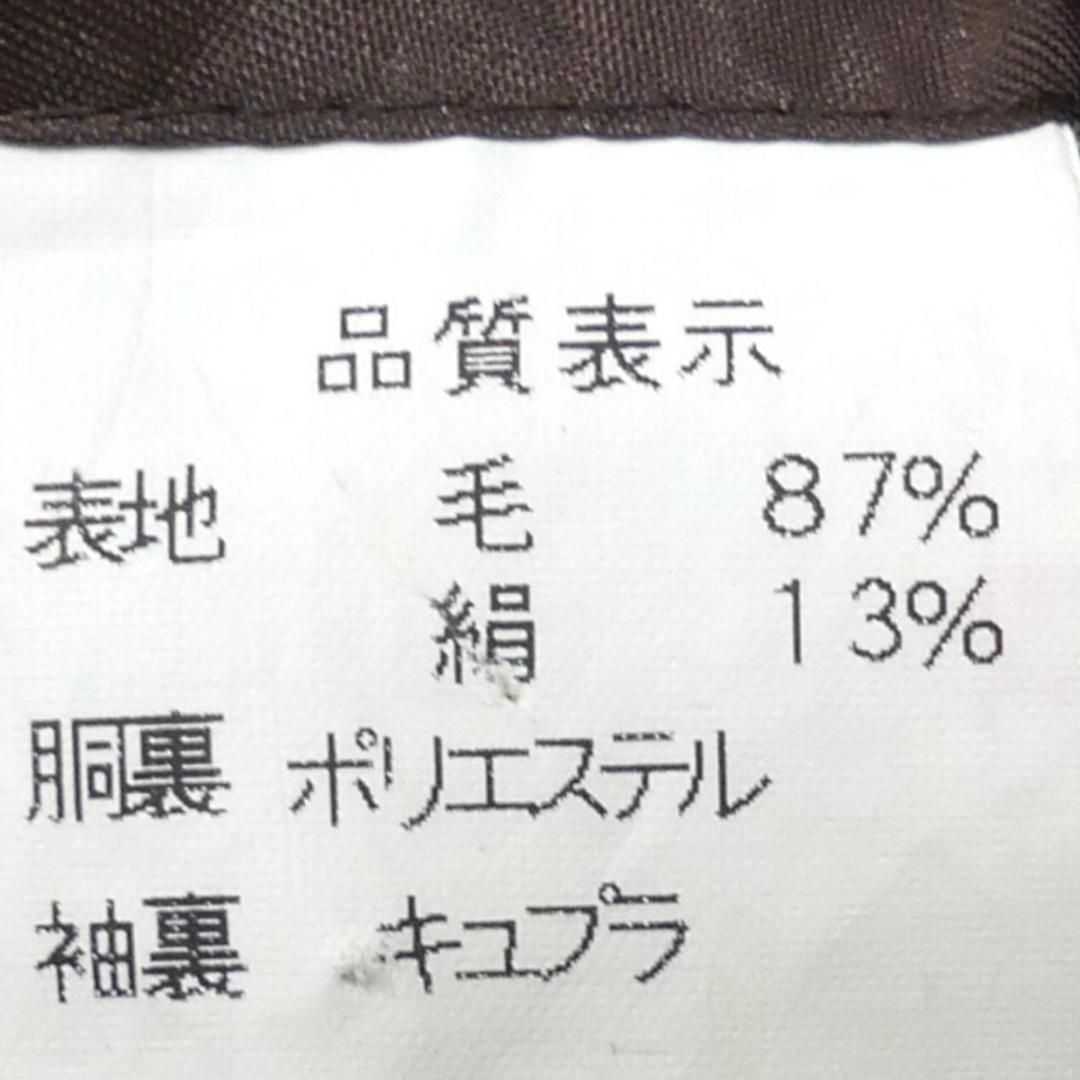 品質表示
表地 毛 87%
絹 13%
胴裏 ポリエステル
袖裏 キュプラ